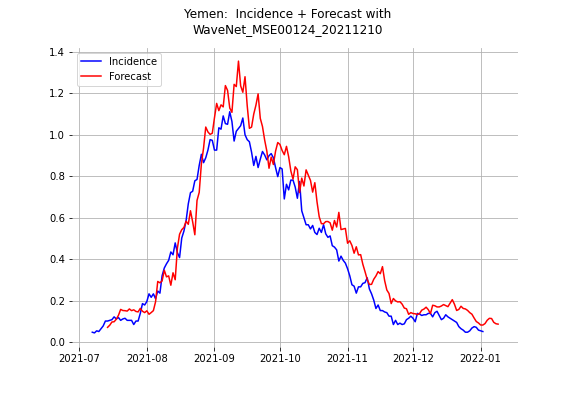 Yemen:  Incidence + Forecast with
WaveNet_MSE00124_20211210
Incidence
Forecast
1.4
1.2
1.0
0.8
0.6
0.4
0.2
0.0
2021-07 2021-08 2021-09 2021-10 2021-11 2021-12 2022-01